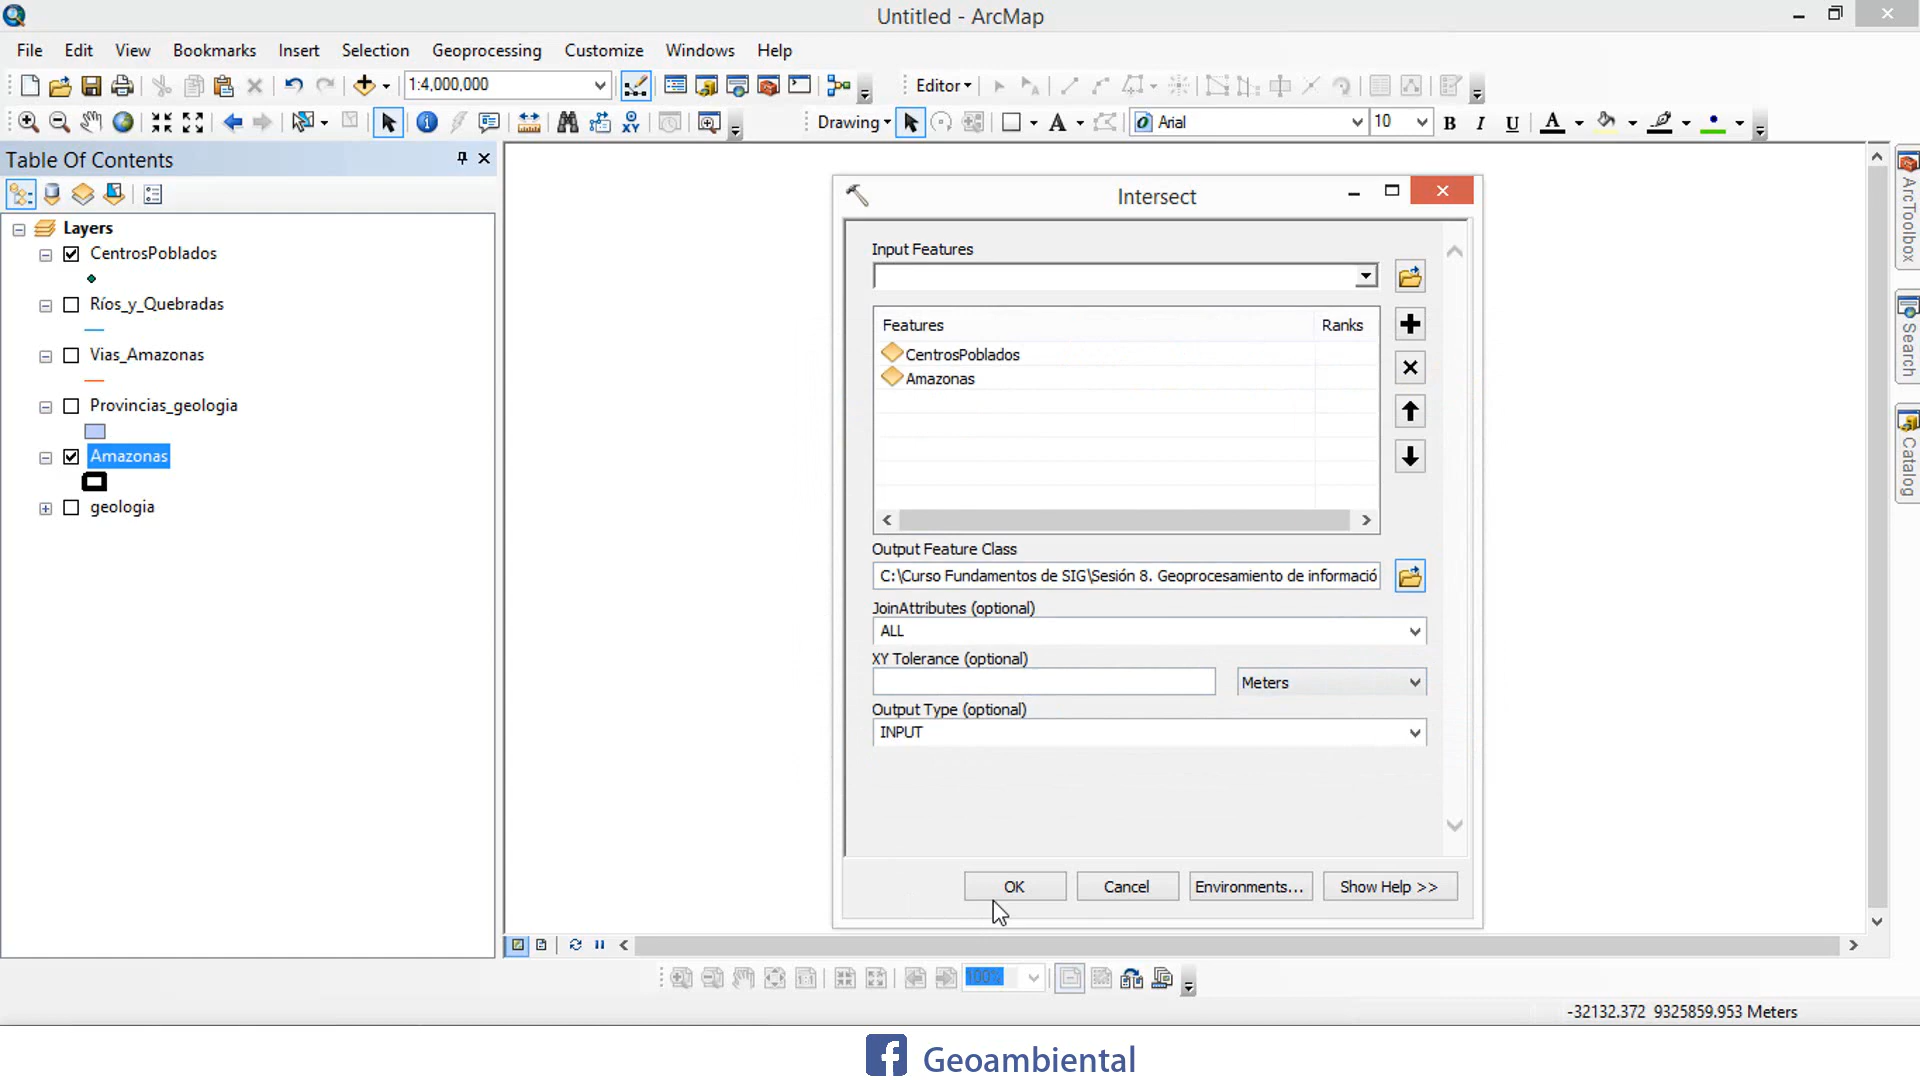 Untitled - ArcMap
File Edit View Bookmarks Insert Selection Geoprocessing Customize Windows Help
1:4,000,000 Editor
Drawing A Arial 10 B I U A
Table Of Contents
Layers
CentrosPoblados
Ríos_y_Quebradas
Vias_Amazonas
Provincias_geologia
Amazonas
geologia
Intersect
Input Features
Features Ranks
CentrosPoblados
Amazonas
Output Feature Class
C:\Curso Fundamentos de SIG\Sesión 8. Geoprocesamiento de informació
JoinAttributes (optional)
ALL
XY Tolerance (optional)
Meters
Output Type (optional)
INPUT
OK Cancel Environments... Show Help >>
ArcToolbox
Search
Catalog
100%
-32132.372 9325859.953 Meters
Geoambiental